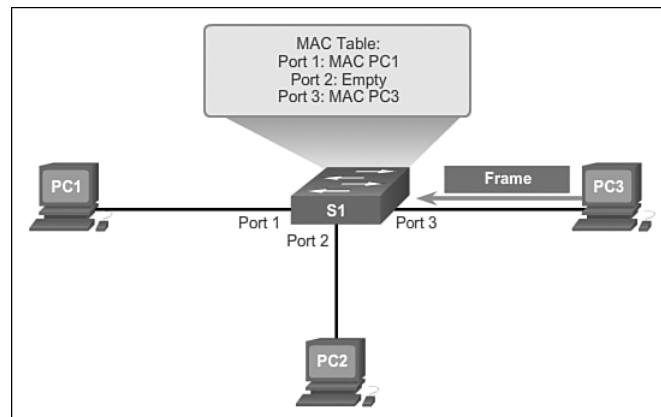 MAC Table:
Port 1: MAC PC1
Port 2: Empty
Port 3: MAC PC3
PC1
Frame
PC3
S1
Port 1
Port 3
Port 2
PC2